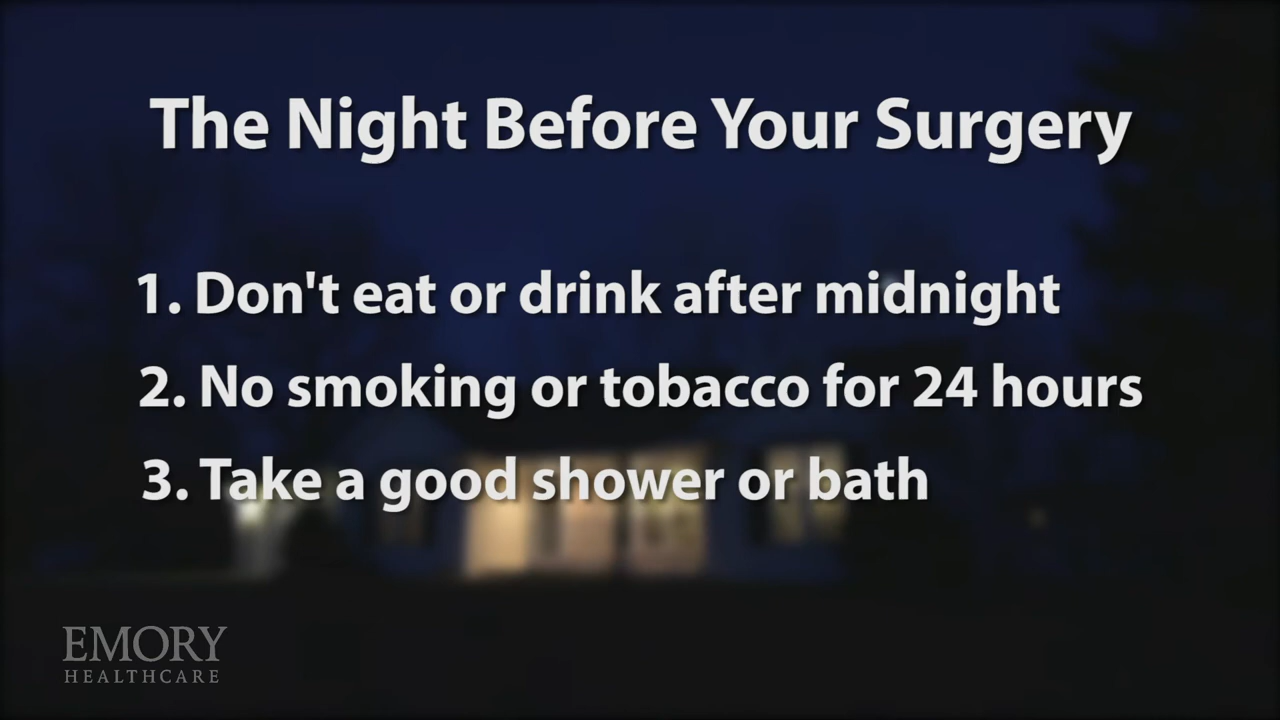 The Night Before Your Surgery
1. Don't eat or drink after midnight
2. No smoking or tobacco for 24 hours
3. Take a good shower or bath
EMORY
HEALTHCARE